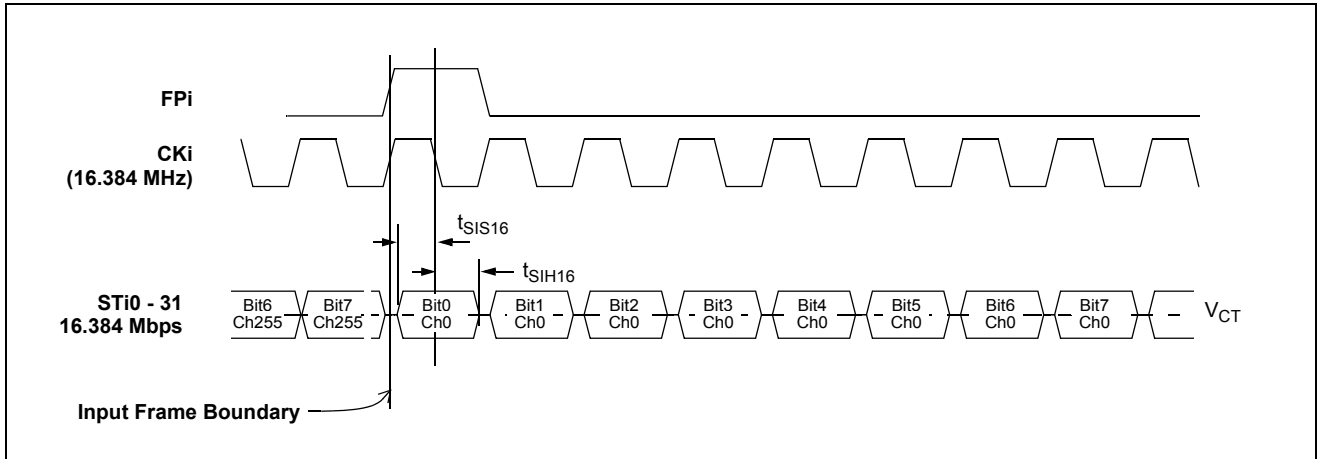 FPi
CKi
(16.384 MHz)
tSIS16
tSIH16
STi0 - 31
16.384 Mbps
Bit6 Bit7 Bit0 Bit1 Bit2 Bit3 Bit4 Bit5 Bit6 Bit7
Ch255 Ch255 Ch0 Ch0 Ch0 Ch0 Ch0 Ch0 Ch0 Ch0
VCT
Input Frame Boundary